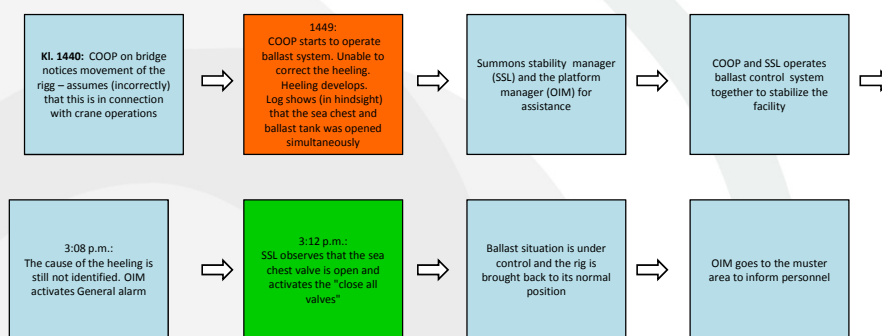 Kl. 1440: COOP on bridge
notices movement of the
rigg – assumes (incorrectly)
that this is in connection
with crane operations
1449:
COOP starts to operate
ballast system. Unable to
correct the heeling.
Heeling develops.
Log shows (in hindsight)
that the sea chest and
ballast tank was opened
simultaneously
Summons stability manager
(SSL) and the platform
manager (OIM) for
assistance
COOP and SSL operates
ballast control system
together to stabilize the
facility
3:08 p.m.:
The cause of the heeling is
still not identified. OIM
activates General alarm
3:12 p.m.:
SSL observes that the sea
chest valve is open and
activates the "close all
valves"
Ballast situation is under
control and the rig is
brought back to its normal
position
OIM goes to the muster
area to inform personnel